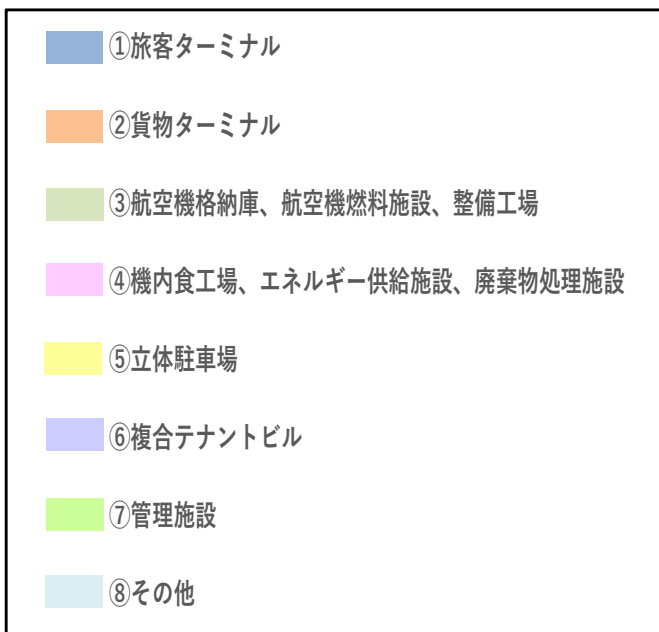 ①旅客ターミナル
②貨物ターミナル
③航空機格納庫、航空機燃料施設、整備工場
④機内食工場、エネルギー供給施設、廃棄物処理施設
⑤立体駐車場
⑥複合テナントビル
⑦管理施設
⑧その他